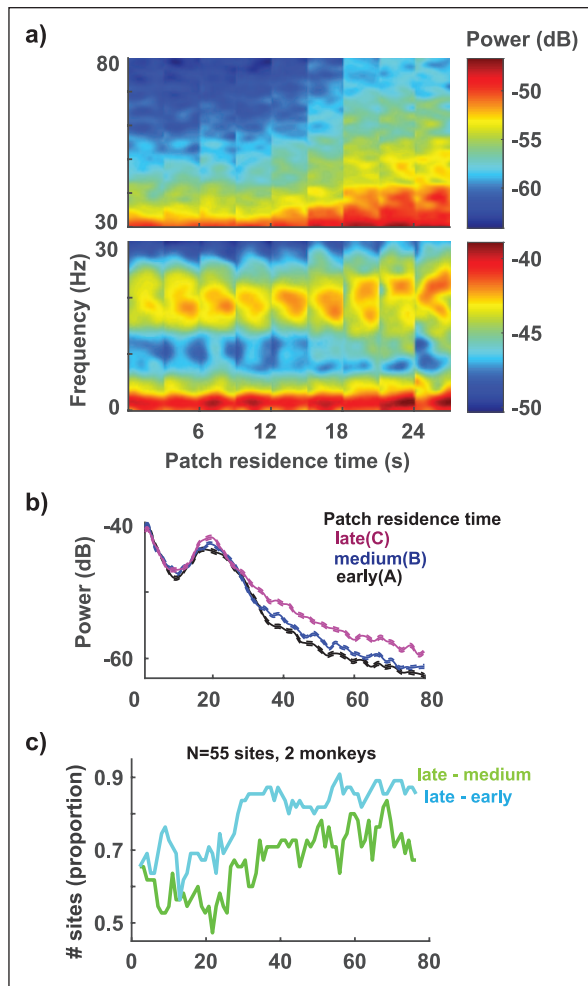 a)
Power (dB)
80
30
-50
-55
-60
30
0
-40
-45
-50
Frequency (Hz)
6 12 18 24
Patch residence time (s)
b)
Patch residence time
late(C)
medium(B)
early(A)
-40
-60
Power (dB)
0 20 40 60 80
c)
N=55 sites, 2 monkeys
late - medium
late - early
0.9
0.7
0.5
# sites (proportion)
0 20 40 60 80